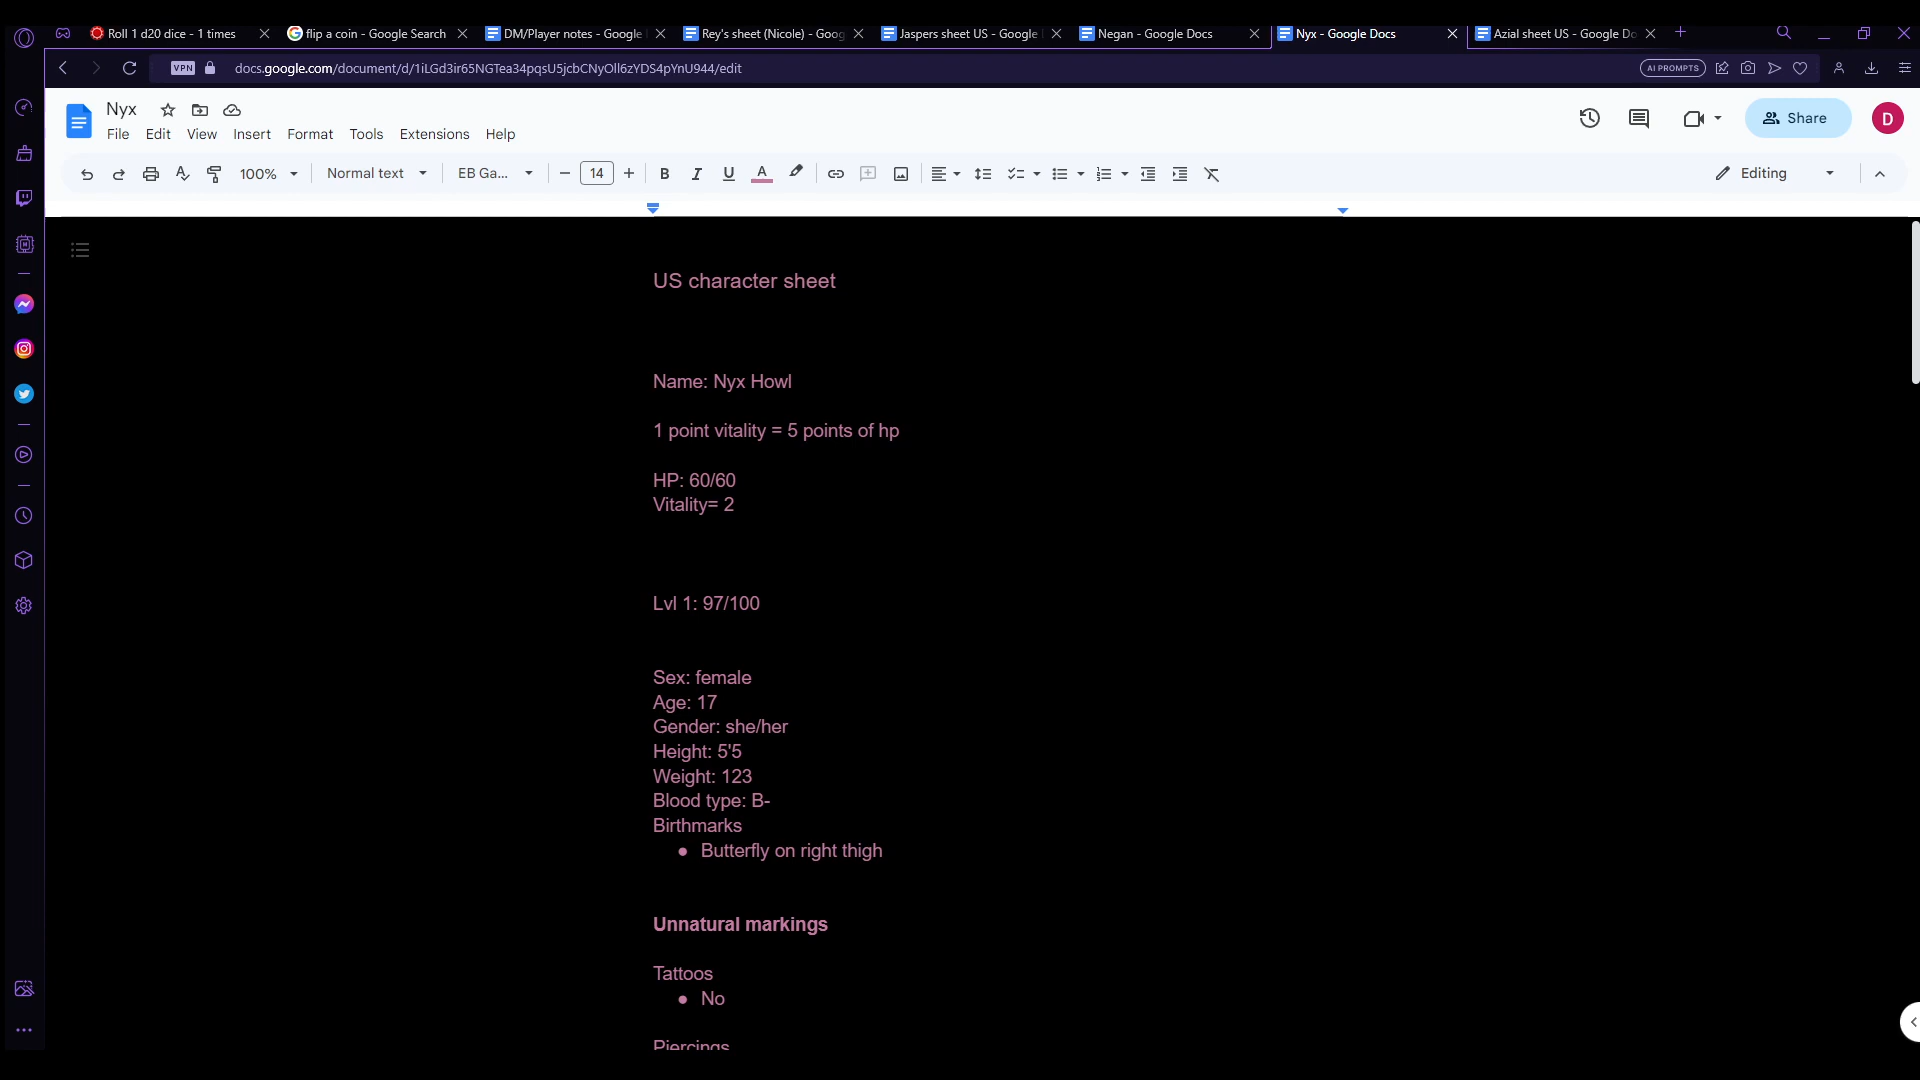 Roll 1 d20 dice - 1 times
flip a coin - Google Search
DM/Player notes - Google
Rey's sheet (Nicole) - Goog
Jaspers sheet US - Google
Negan - Google Docs
Nyx - Google Docs
Azial sheet US - Google Do
VPN
docs.google.com/document/d/1iLGd3ir65NGTea34pqsU5jcbCNyOll6zYDS4pYnU944/edit
AI PROMPTS
Nyx
File Edit View Insert Format Tools Extensions Help
Share
D
100% Normal text EB Ga... 14 B I U A Editing
US character sheet
Name: Nyx Howl
1 point vitality = 5 points of hp
HP: 60/60
Vitality= 2
Lvl 1: 97/100
Sex: female
Age: 17
Gender: she/her
Height: 5'5
Weight: 123
Blood type: B-
Birthmarks
● Butterfly on right thigh
Unnatural markings
Tattoos
● No
Piercings